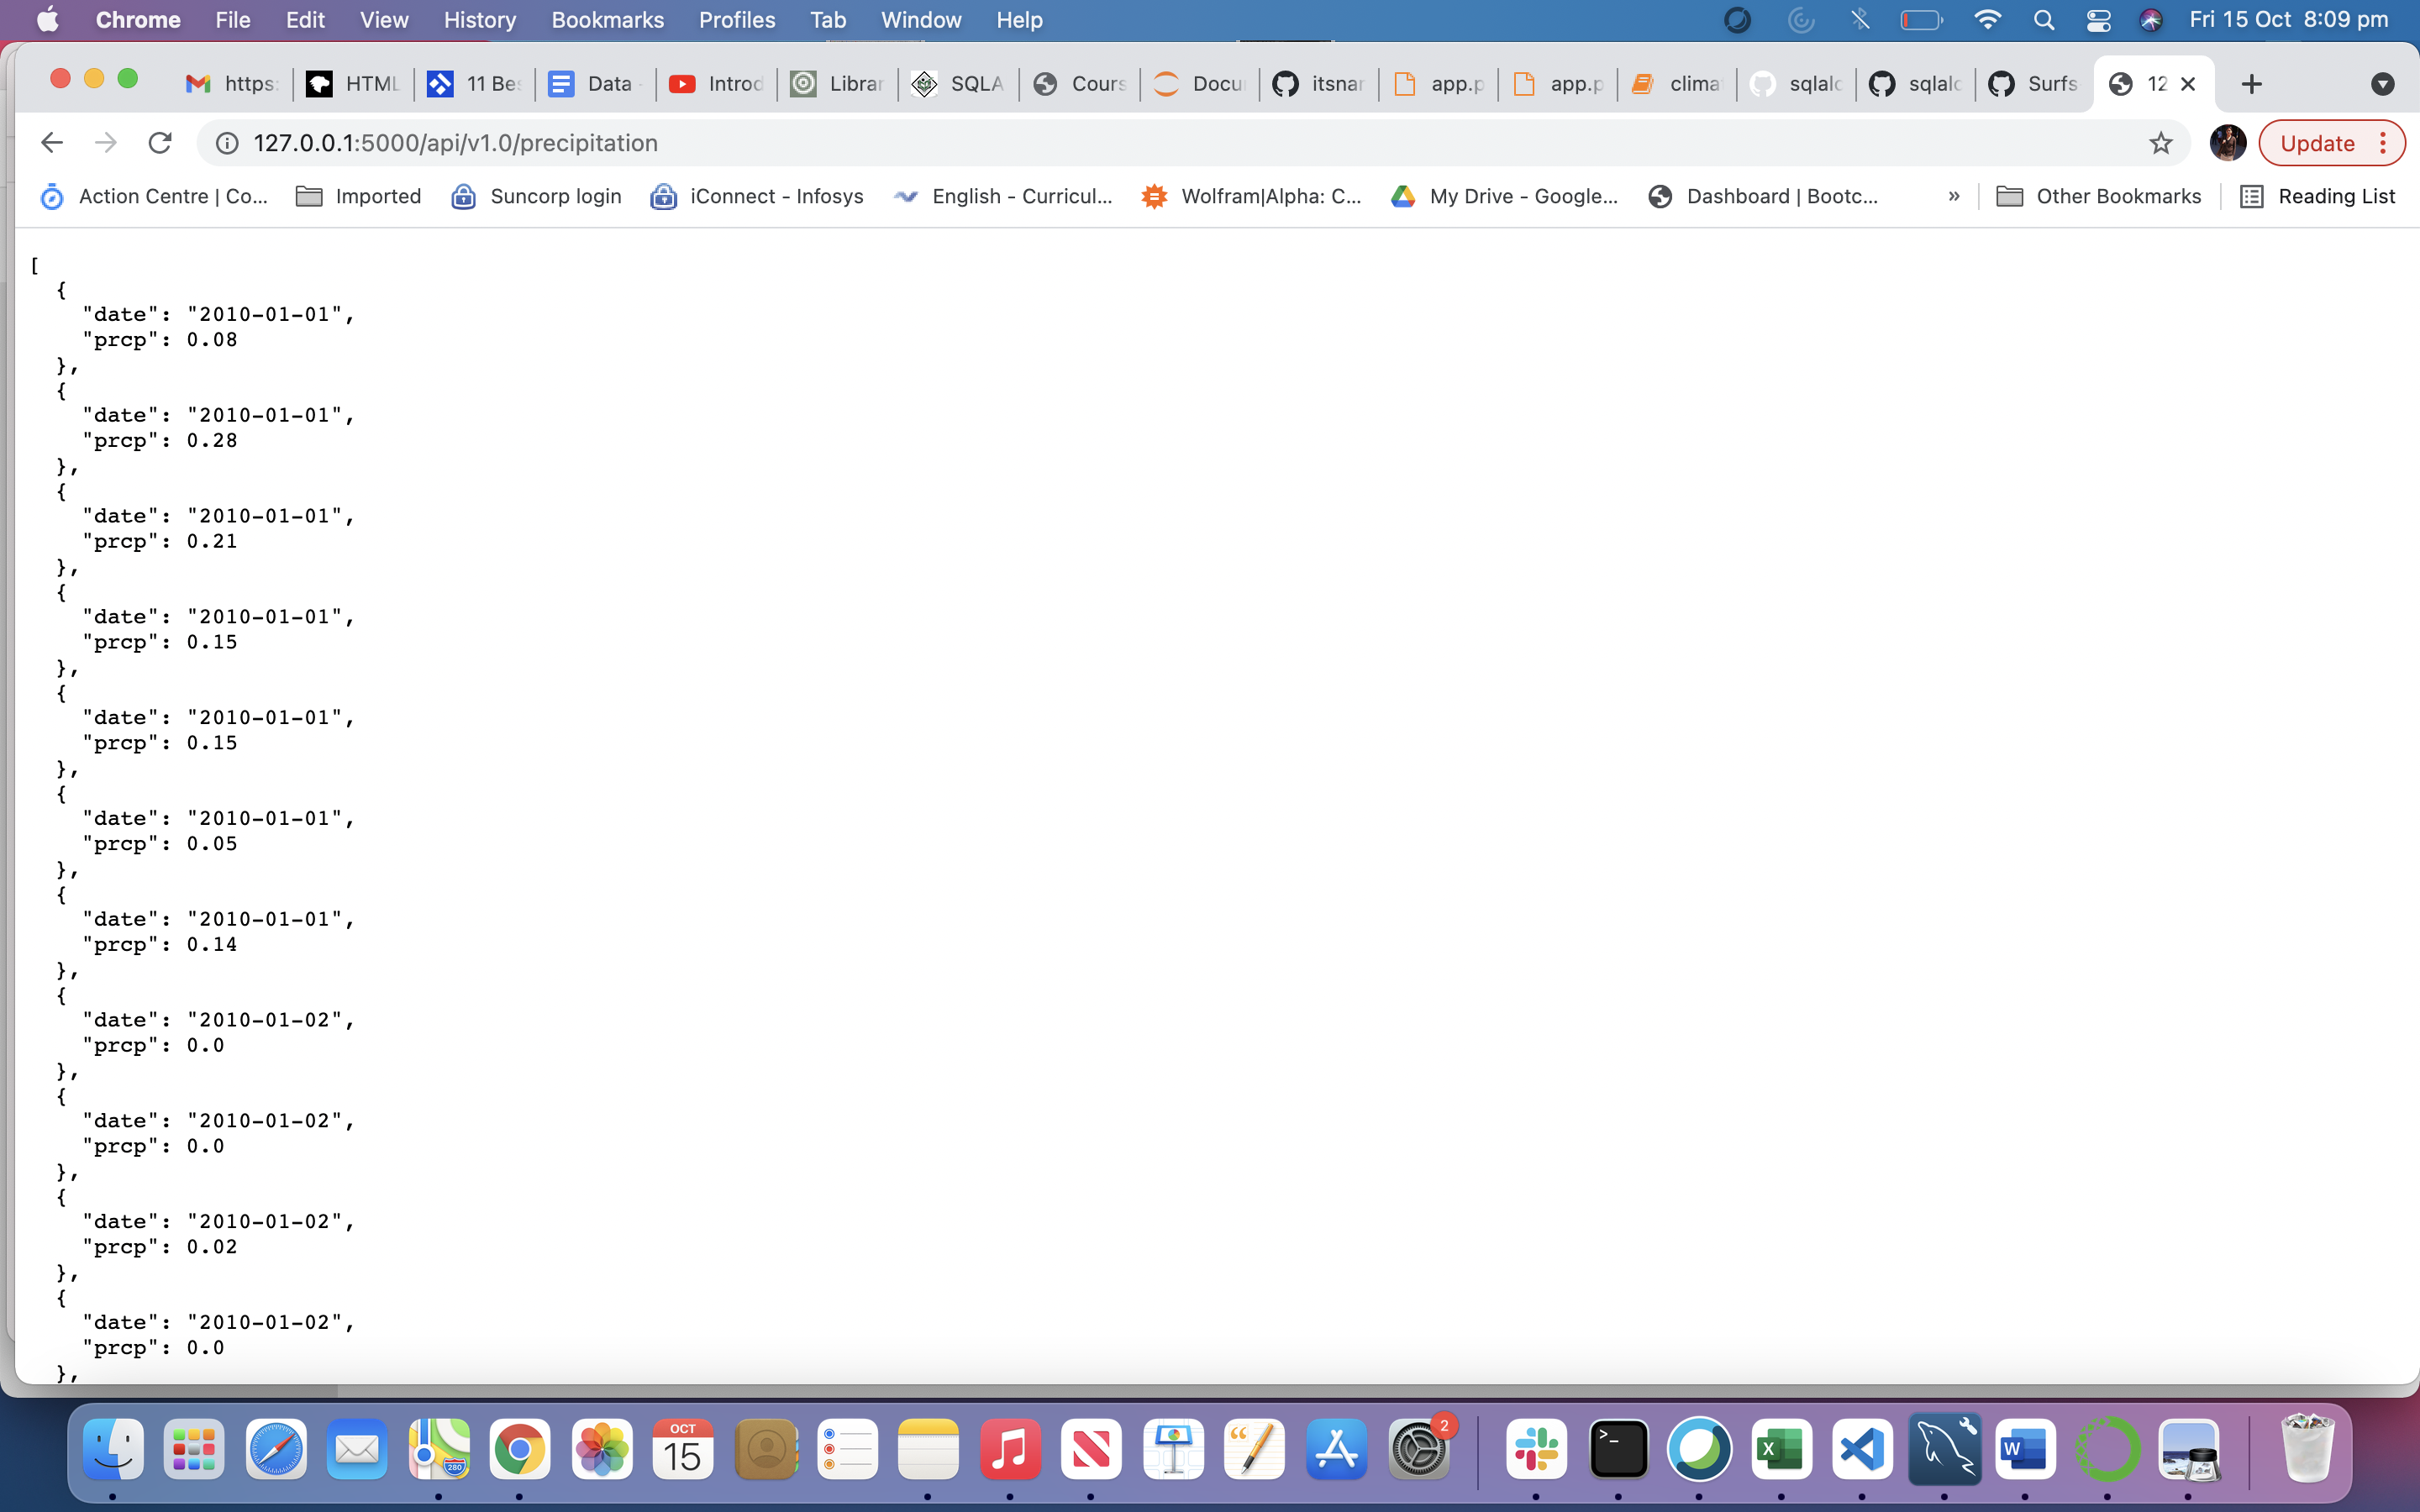 Chrome File Edit View History Bookmarks Profiles Tab Window Help Fri 15 Oct 8:09 pm
https: HTML 11 Bes Data - Introd Librar SQLA Cours Docu itsnar app.p app.p clima sqlalc sqlalc Surfs 12
127.0.0.1:5000/api/v1.0/precipitation Update
Action Centre | Co... Imported Suncorp login iConnect - Infosys English - Curricul... Wolfram|Alpha: C... My Drive - Google... Dashboard | Bootc... » Other Bookmarks Reading List
[
{
"date": "2010-01-01",
"prcp": 0.08
},
{
"date": "2010-01-01",
"prcp": 0.28
},
{
"date": "2010-01-01",
"prcp": 0.21
},
{
"date": "2010-01-01",
"prcp": 0.15
},
{
"date": "2010-01-01",
"prcp": 0.15
},
{
"date": "2010-01-01",
"prcp": 0.05
},
{
"date": "2010-01-01",
"prcp": 0.14
},
{
"date": "2010-01-02",
"prcp": 0.0
},
{
"date": "2010-01-02",
"prcp": 0.0
},
{
"date": "2010-01-02",
"prcp": 0.02
},
{
"date": "2010-01-02",
"prcp": 0.0
},
280 OCT 2
15 >_ X W